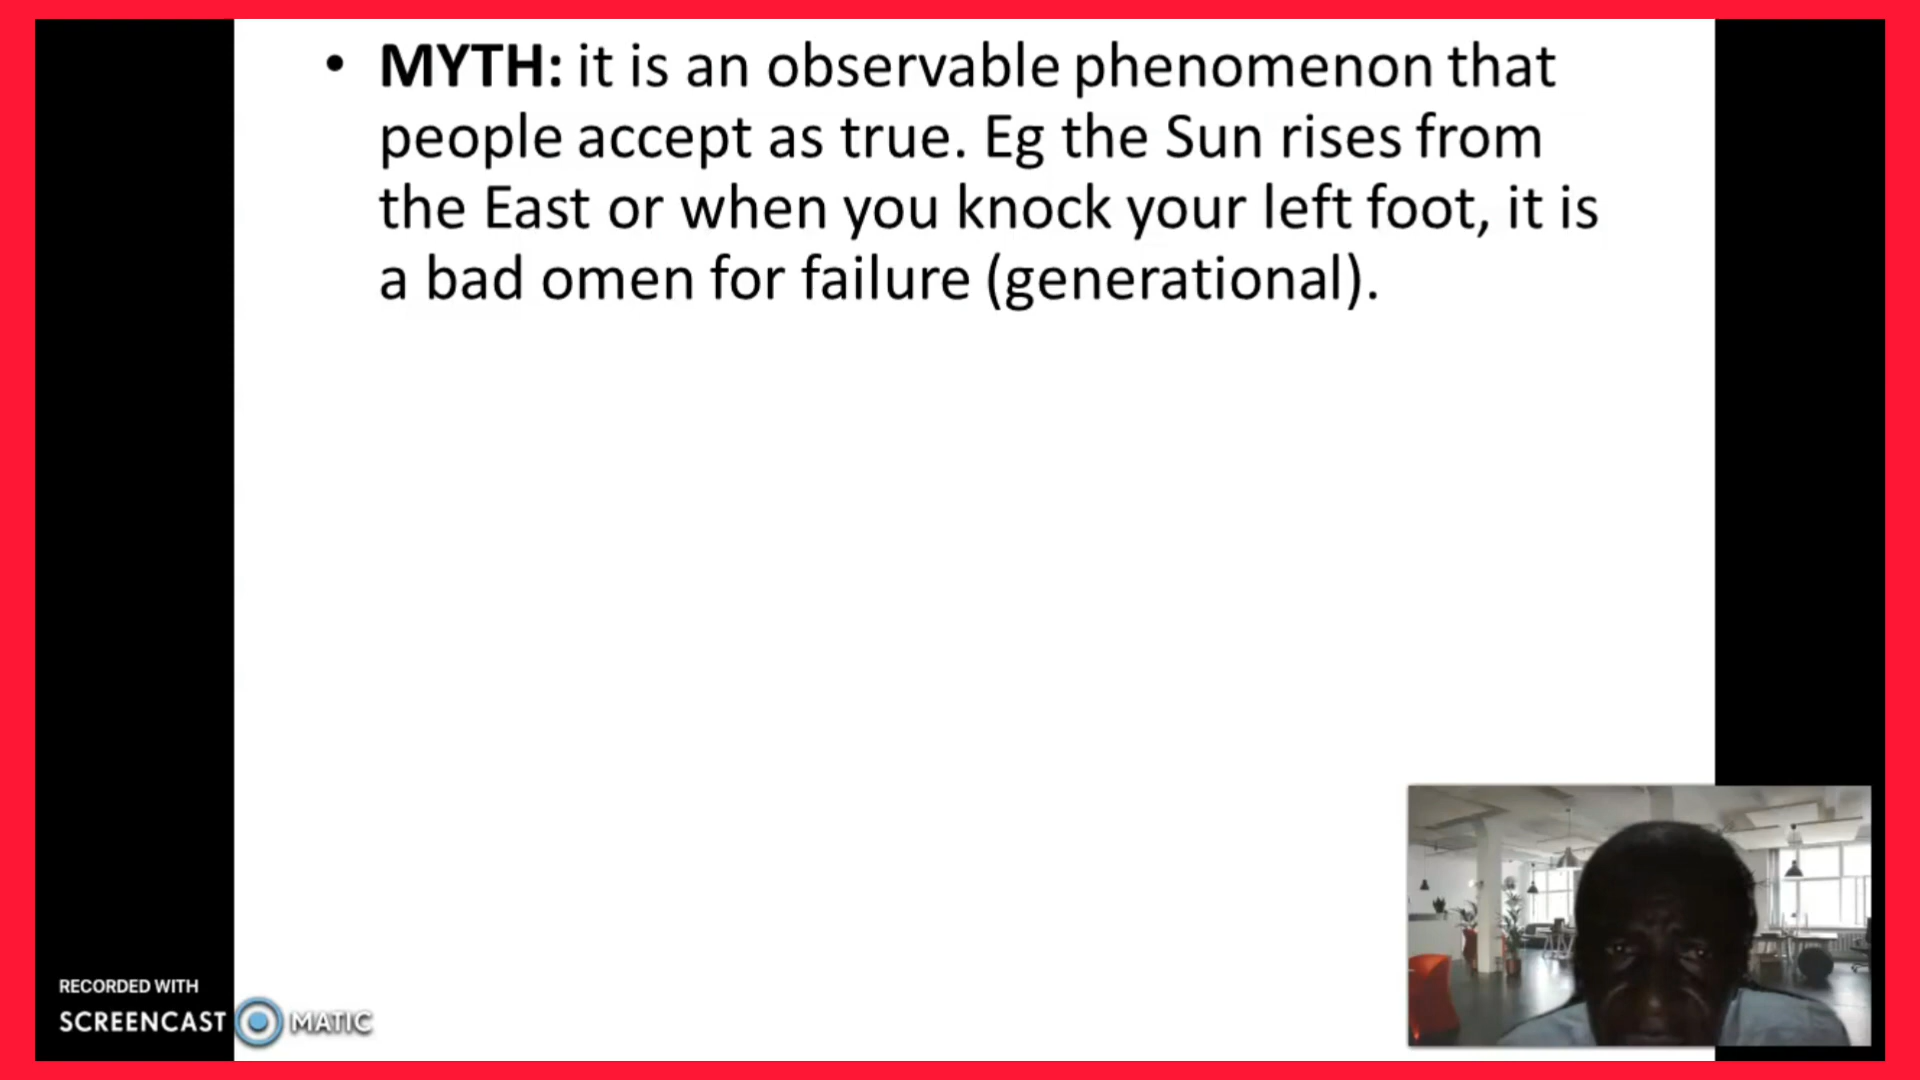 • MYTH: it is an observable phenomenon that
people accept as true. Eg the Sun rises from
the East or when you knock your left foot, it is
a bad omen for failure (generational).
RECORDED WITH
SCREENCAST MATIC